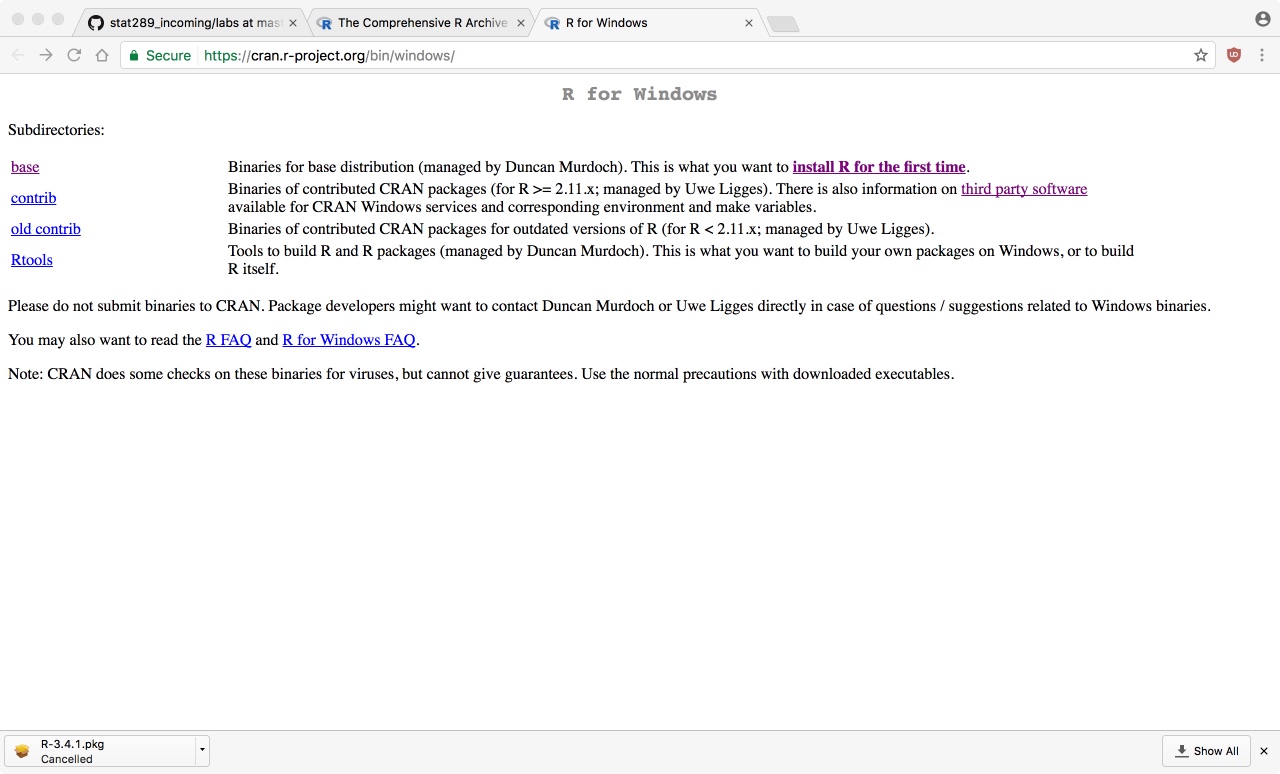 stat289_incoming/labs at mast
The Comprehensive R Archive
R for Windows
Secure
https://cran.r-project.org/bin/windows/
R for Windows
Subdirectories:
base
Binaries for base distribution (managed by Duncan Murdoch). This is what you want to install R for the first time.
contrib
Binaries of contributed CRAN packages (for R >= 2.11.x; managed by Uwe Ligges). There is also information on third party software
available for CRAN Windows services and corresponding environment and make variables.
old contrib
Binaries of contributed CRAN packages for outdated versions of R (for R < 2.11.x; managed by Uwe Ligges).
Rtools
Tools to build R and R packages (managed by Duncan Murdoch). This is what you want to build your own packages on Windows, or to build
R itself.
Please do not submit binaries to CRAN. Package developers might want to contact Duncan Murdoch or Uwe Ligges directly in case of questions / suggestions related to Windows binaries.
You may also want to read the R FAQ and R for Windows FAQ.
Note: CRAN does some checks on these binaries for viruses, but cannot give guarantees. Use the normal precautions with downloaded executables.
R-3.4.1.pkg
Cancelled
Show All